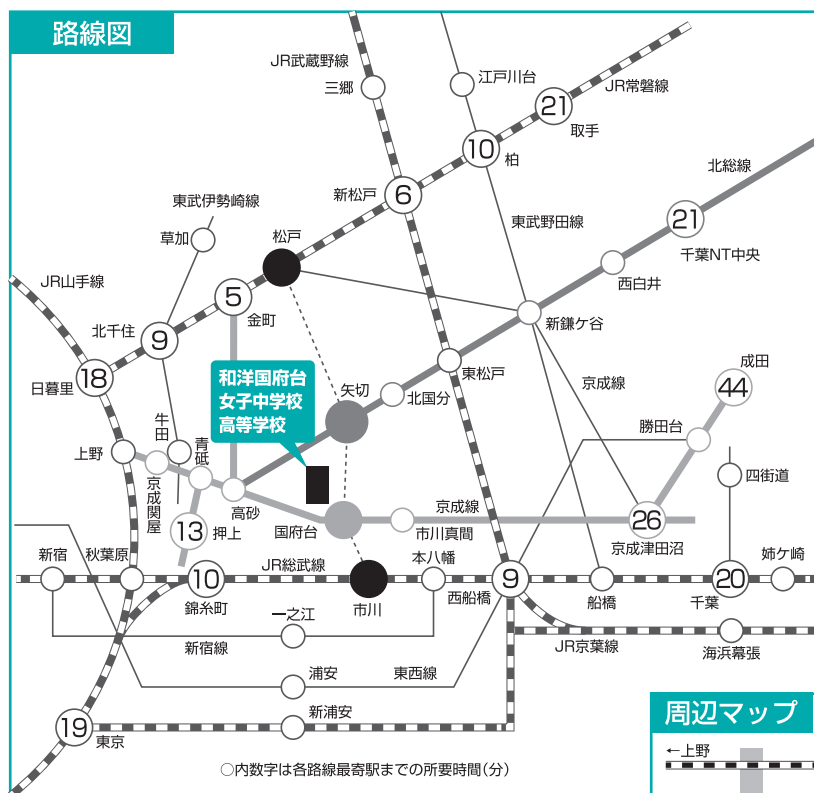 路線図
JR武蔵野線
三郷
江戸川台
JR常磐線
21
取手
10
柏
北総線
新松戸
6
東武伊勢崎線
草加
松戸
東武野田線
21
千葉NT中央
西白井
JR山手線
5
金町
新鎌ケ谷
北千住
9
18
日暮里
和洋国府台
女子中学校
高等学校
矢切
北国分
東松戸
京成線
成田
44
勝田台
牛田
青砥
上野
京成関屋
高砂
四街道
13
押上
国府台
京成線
市川真間
26
京成津田沼
新宿
秋葉原
JR総武線
本八幡
姉ケ崎
10
錦糸町
市川
西船橋
9
船橋
20
千葉
一之江
新宿線
JR京葉線
海浜幕張
浦安
東西線
新浦安
19
東京
周辺マップ
←上野
○内数字は各路線最寄駅までの所要時間(分)